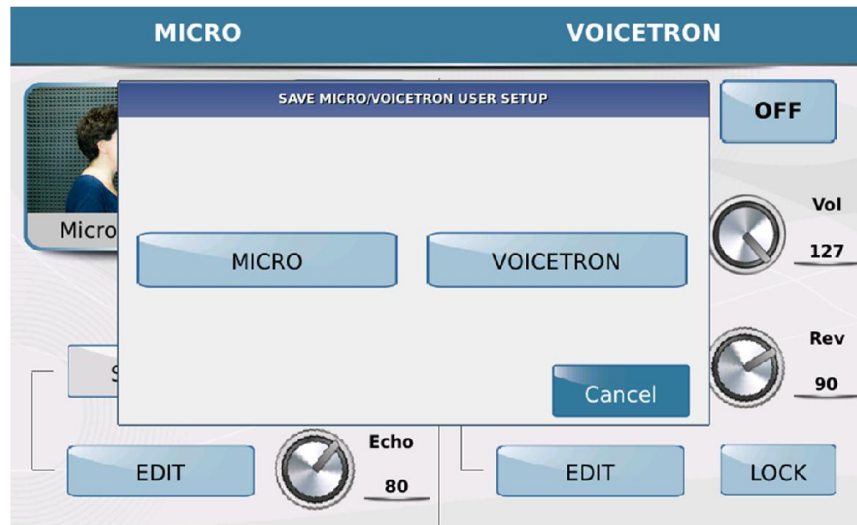 MICRO VOICETRON
SAVE MICRO/VOICETRON USER SETUP
OFF
Micro
Vol
127
MICRO VOICETRON
Rev
90
Cancel
Echo
80
EDIT
EDIT
LOCK